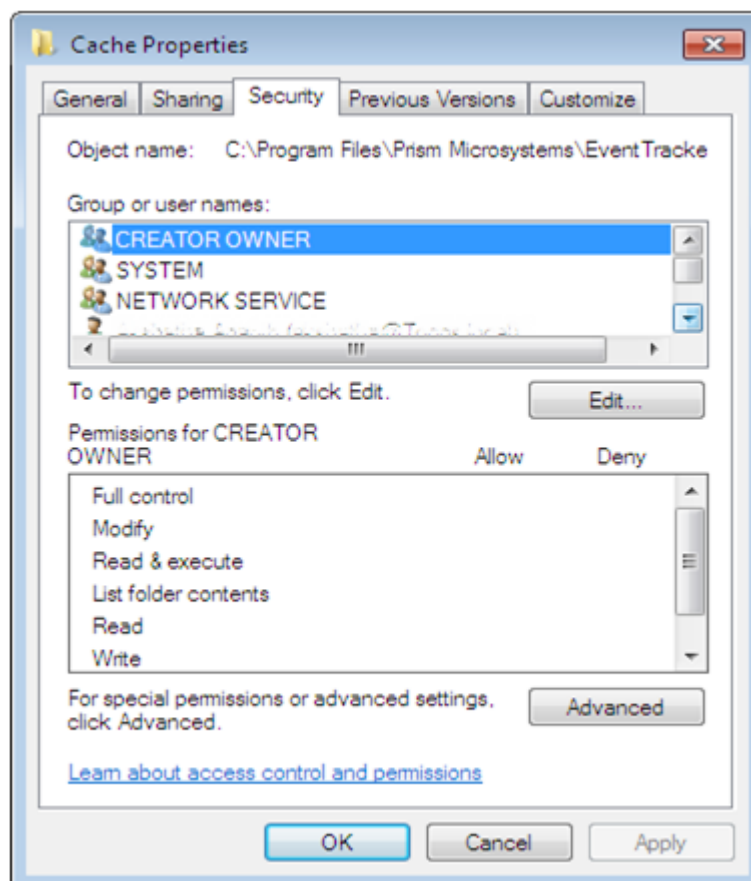 Cache Properties
General Sharing Security Previous Versions Customize
Object name: C:\Program Files\Prism Microsystems\EventTracke
Group or user names:
CREATOR OWNER
SYSTEM
NETWORK SERVICE
To change permissions, click Edit.
Edit...
Permissions for CREATOR
OWNER Allow Deny
Full control
Modify
Read & execute
List folder contents
Read
Write
For special permissions or advanced settings,
click Advanced.
Advanced
Learn about access control and permissions
OK Cancel Apply